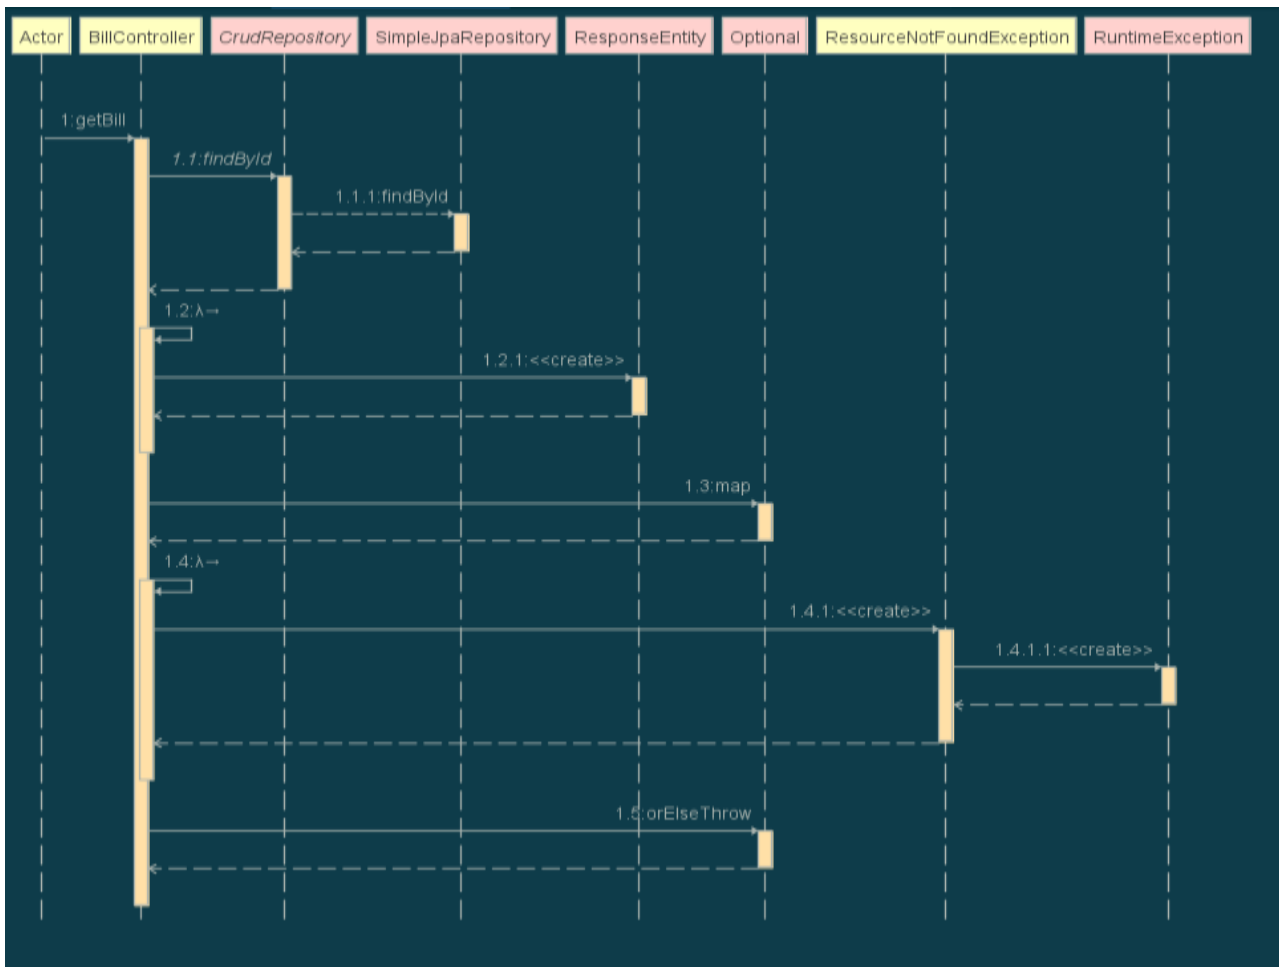 Actor BillController CrudRepository SimpleJpaRepository ResponseEntity Optional ResourceNotFoundException RuntimeException
1:getBill
1.1:findById
1.1.1:findById
1.2:λ→
1.2.1:<<create>>
1.3:map
1.4:λ→
1.4.1:<<create>>
1.4.1.1:<<create>>
1.5:orElseThrow